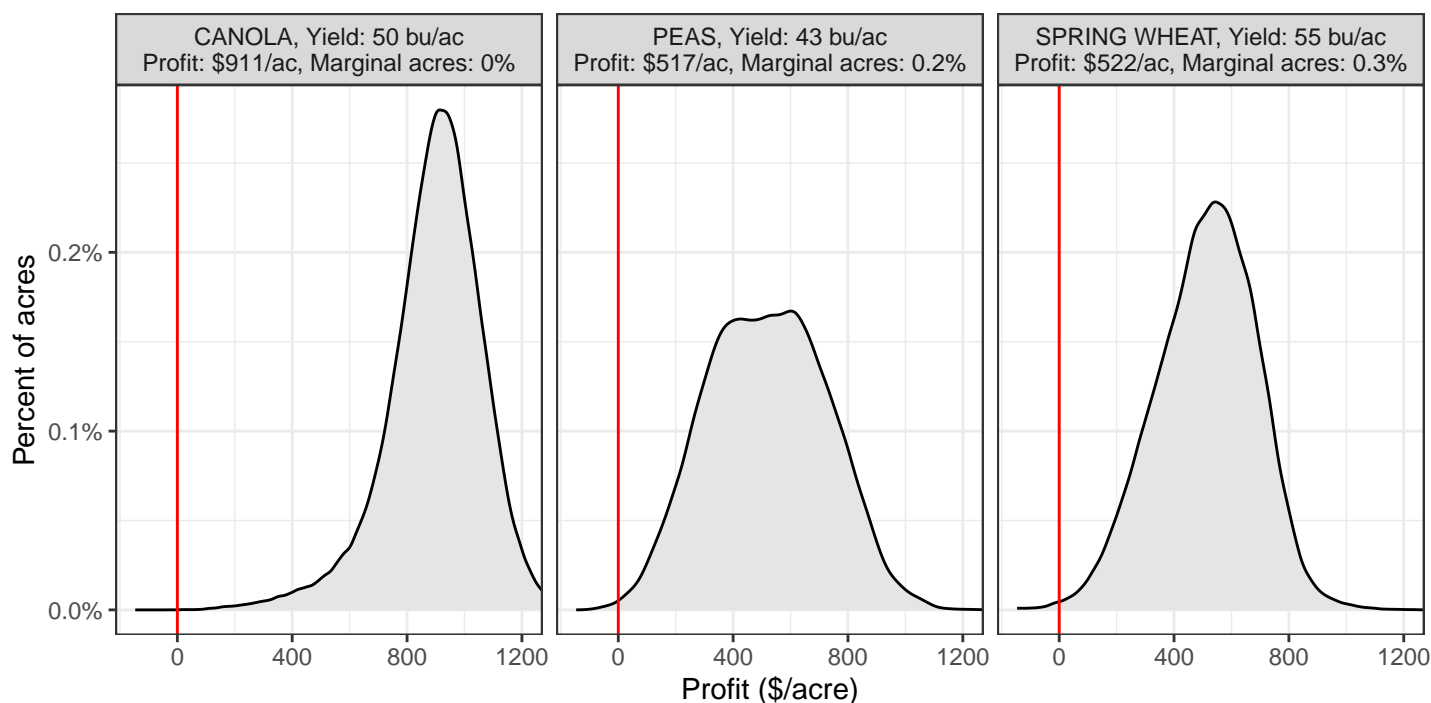 CANOLA, Yield: 50 bu/ac
Profit: $911/ac, Marginal acres: 0%
PEAS, Yield: 43 bu/ac
Profit: $517/ac, Marginal acres: 0.2%
SPRING WHEAT, Yield: 55 bu/ac
Profit: $522/ac, Marginal acres: 0.3%
Percent of acres
0.2%
0.1%
0.0%
0 400 800 1200
0 400 800 1200
0 400 800 1200
Profit ($/acre)